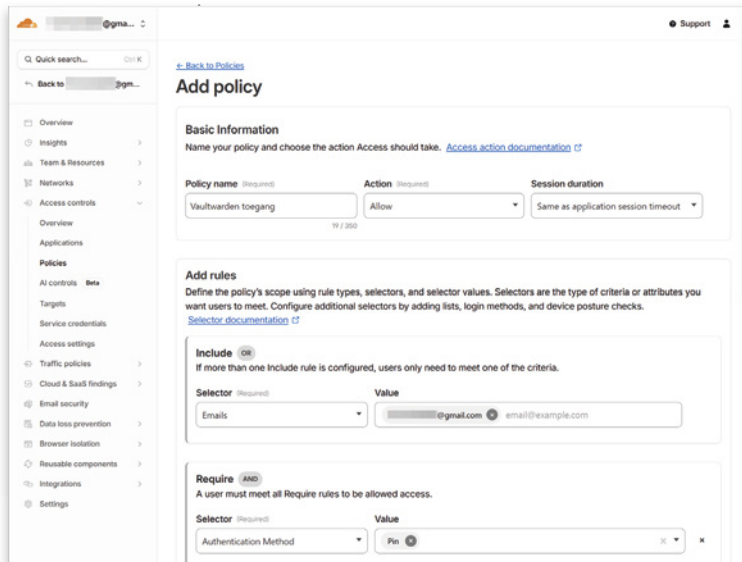 @gma...
Support
Quick search... Ctrl K
Back to @gm...
Overview
Insights
Team & Resources
Networks
Access controls
Overview
Applications
Policies
AI controls Beta
Targets
Service credentials
Access settings
Traffic policies
Cloud & SaaS findings
Email security
Data loss prevention
Browser isolation
Reusable components
Integrations
Settings
← Back to Policies
Add policy
Basic Information
Name your policy and choose the action Access should take. Access action documentation
Policy name (Required) Action (Required) Session duration
Vaultwarden toegang Allow Same as application session timeout
19 / 350
Add rules
Define the policy's scope using rule types, selectors, and selector values. Selectors are the type of criteria or attributes you
want users to meet. Configure additional selectors by adding lists, login methods, and device posture checks.
Selector documentation
Include OR
If more than one Include rule is configured, users only need to meet one of the criteria.
Selector (Required) Value
Emails @gmail.com email@example.com
Require AND
A user must meet all Require rules to be allowed access.
Selector (Required) Value
Authentication Method Pin